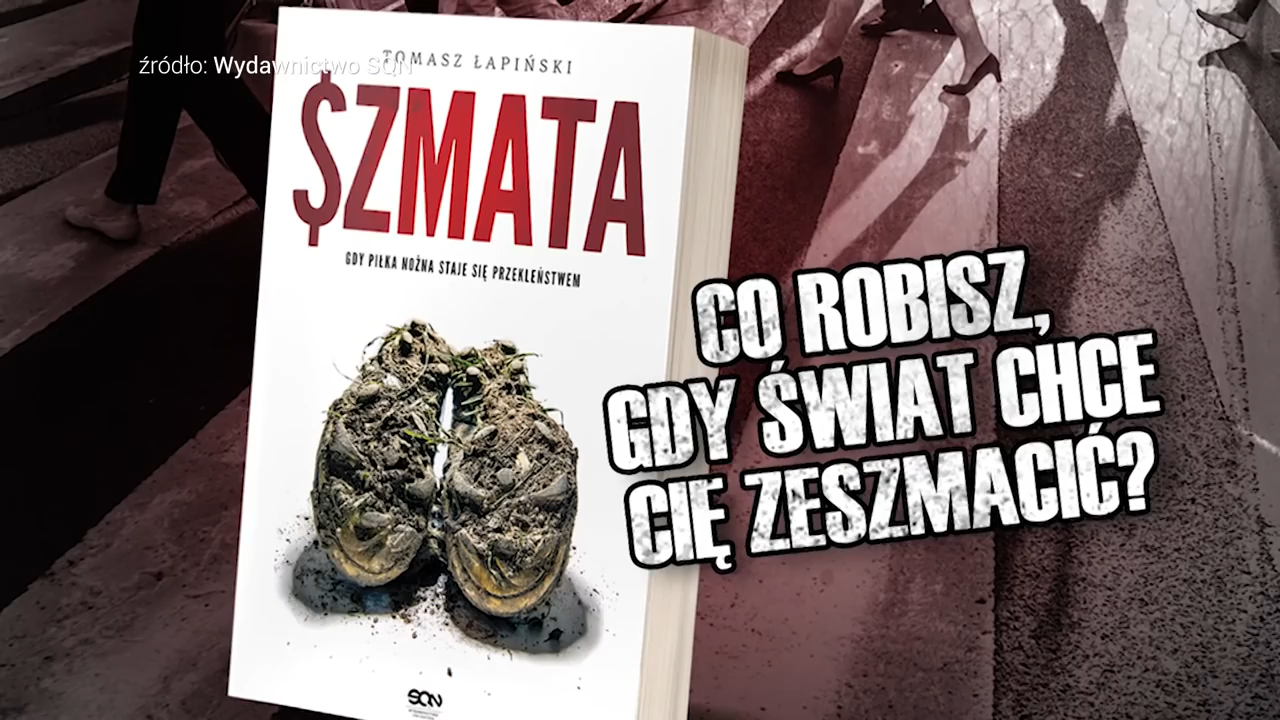 źródło: Wydawnictwo SQN
TOMASZ ŁAPIŃSKI
$ZMATA
GDY PIŁKA NOŻNA STAJE SIĘ PRZEKLEŃSTWEM
CO ROBISZ,
GDY ŚWIAT CHCE
CIĘ ZESZMACIĆ?
SQN